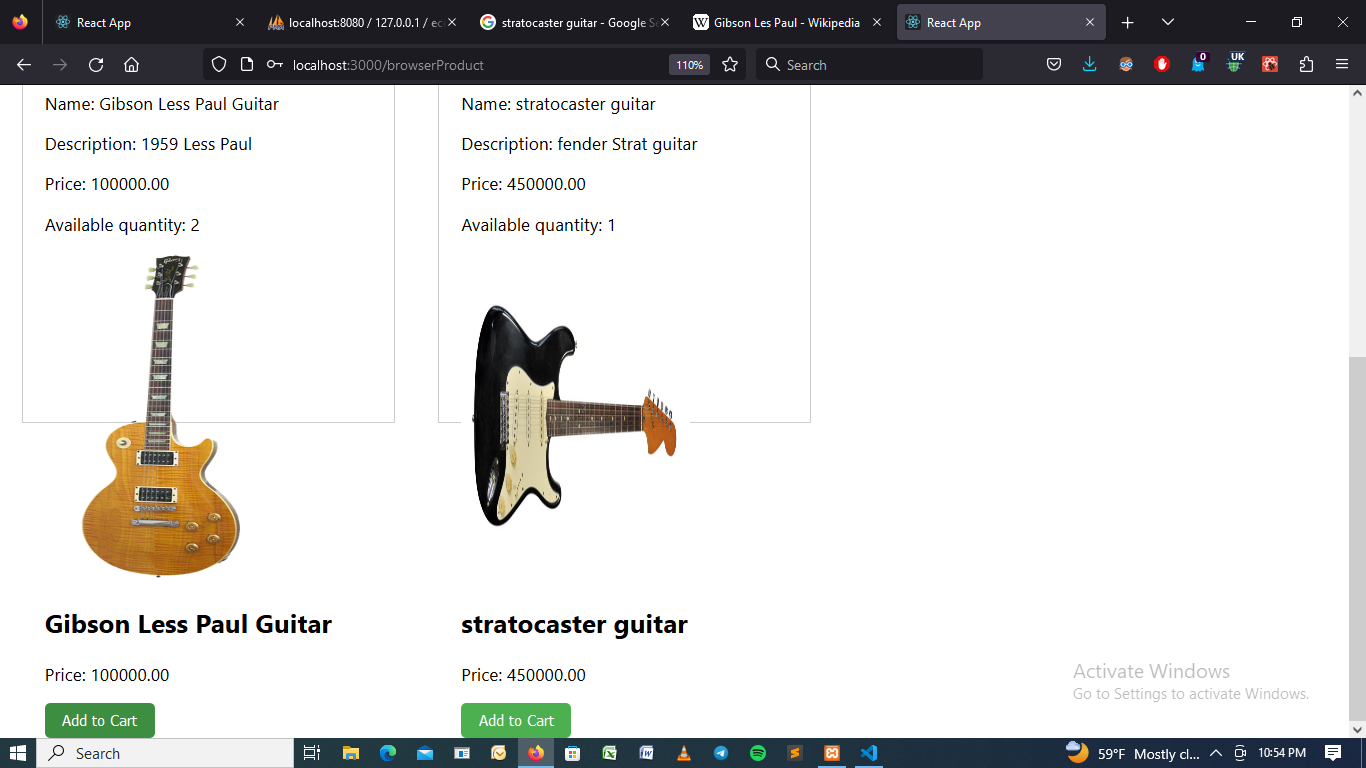 React App
localhost:8080 / 127.0.0.1 / ec
stratocaster guitar - Google S
Gibson Les Paul - Wikipedia
React App
localhost:3000/browserProduct
110%
Search
0
UK
Name: Gibson Less Paul Guitar
Description: 1959 Less Paul
Price: 100000.00
Available quantity: 2
Name: stratocaster guitar
Description: fender Strat guitar
Price: 450000.00
Available quantity: 1
Gibson Less Paul Guitar
Price: 100000.00
Add to Cart
stratocaster guitar
Price: 450000.00
Add to Cart
Activate Windows
Go to Settings to activate Windows.
Search
59°F Mostly cl...
10:54 PM